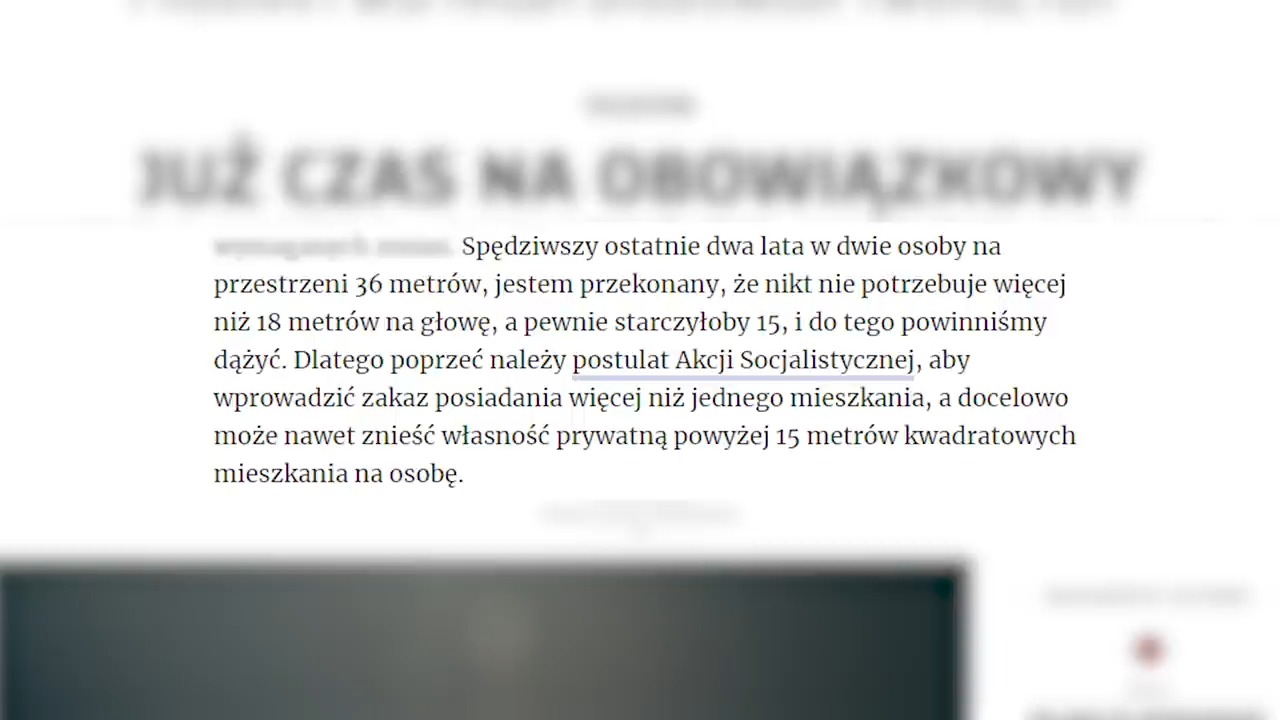 JUŻ CZAS NA OBOWIĄZKOWY
Spędziwszy ostatnie dwa lata w dwie osoby na
przestrzeni 36 metrów, jestem przekonany, że nikt nie potrzebuje więcej
niż 18 metrów na głowę, a pewnie starczyłoby 15, i do tego powinniśmy
dążyć. Dlatego poprzeć należy postulat Akcji Socjalistycznej, aby
wprowadzić zakaz posiadania więcej niż jednego mieszkania, a docelowo
może nawet znieść własność prywatną powyżej 15 metrów kwadratowych
mieszkania na osobę.